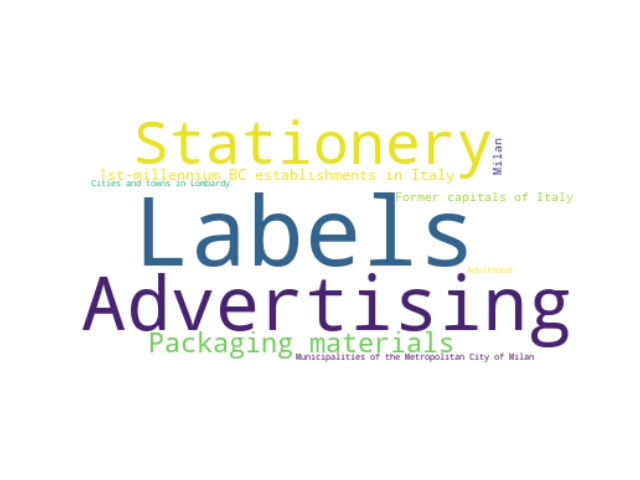 Stationery
Milan
1st-millennium BC establishments in Italy
Cities and towns in Lombardy
Former capitals of Italy
Labels
Adulthood
Advertising
Packaging materials
Municipalities of the Metropolitan City of Milan